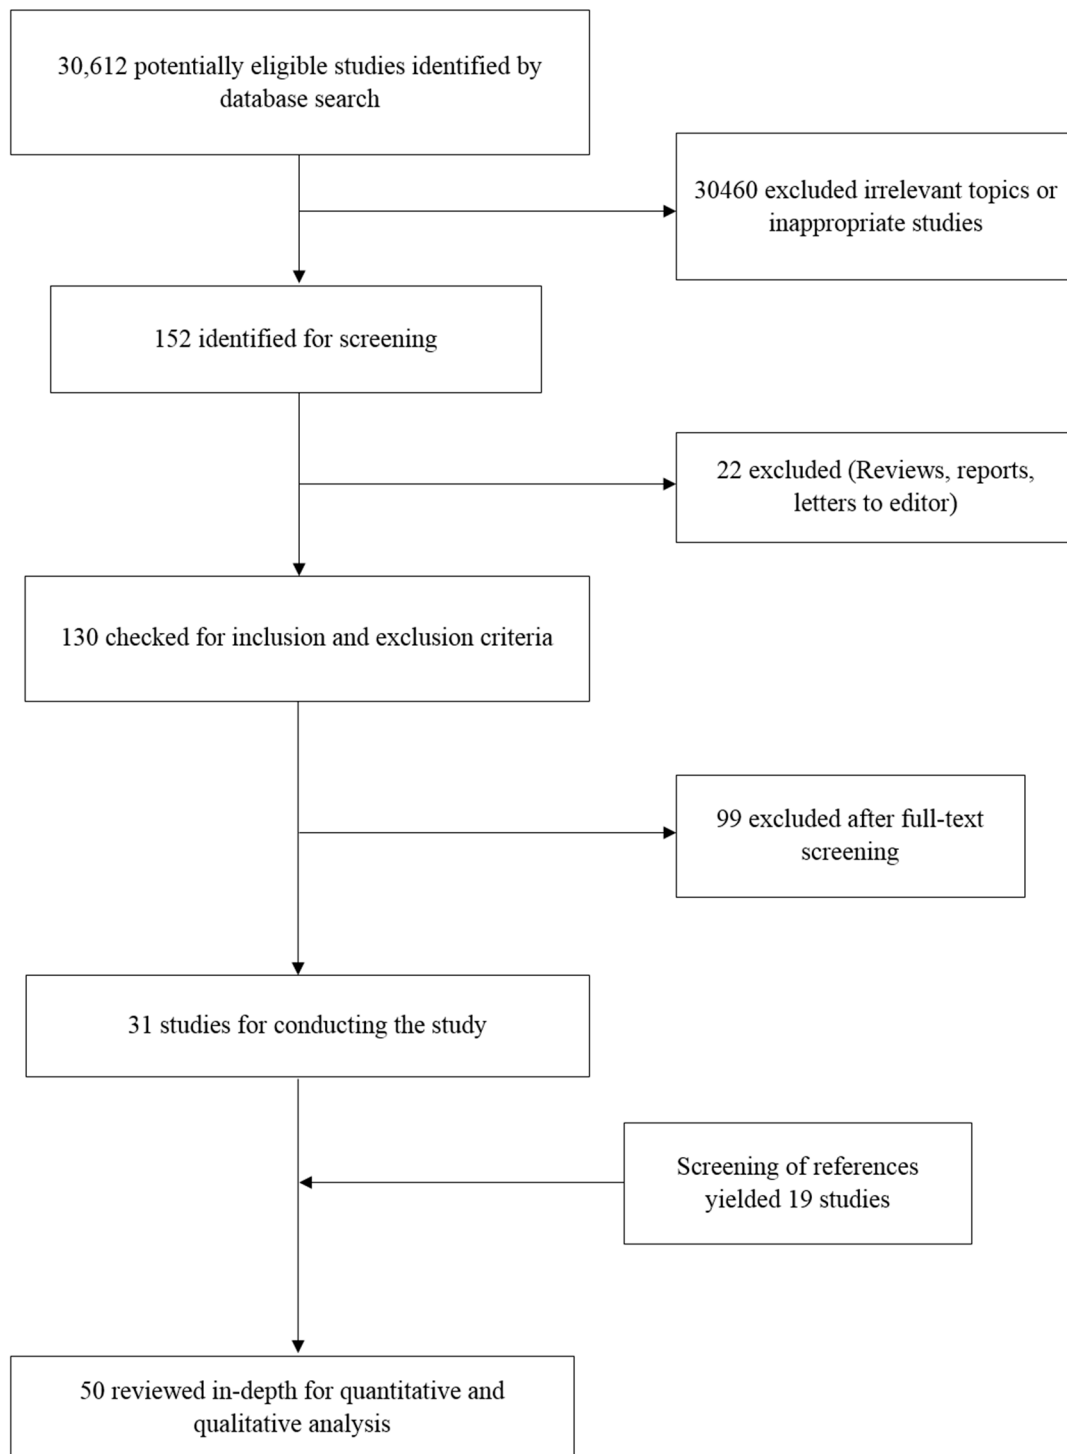 30,612 potentially eligible studies identified by
database search
30460 excluded irrelevant topics or
inappropriate studies
152 identified for screening
22 excluded (Reviews, reports,
letters to editor)
130 checked for inclusion and exclusion criteria
99 excluded after full-text
screening
31 studies for conducting the study
Screening of references
yielded 19 studies
50 reviewed in-depth for quantitative and
qualitative analysis